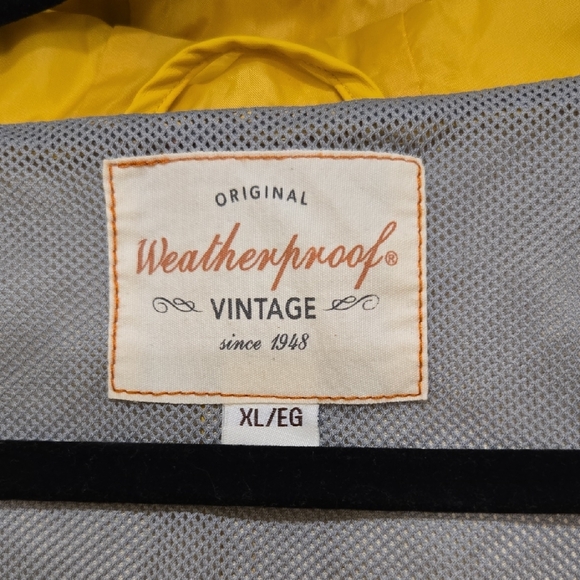 ORIGINAL
Weatherproof®
VINTAGE
since 1948
XL/EG